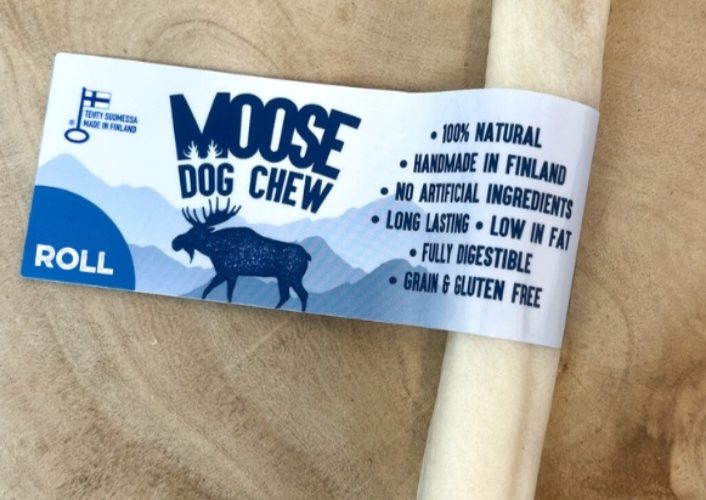 TEHTY SUOMESSA
® MADE IN FINLAND
MOOSE
DOG CHEW
ROLL
• 100% NATURAL
• HANDMADE IN FINLAND
• NO ARTIFICIAL INGREDIENTS
• LONG LASTING • LOW IN FAT
• FULLY DIGESTIBLE
• GRAIN & GLUTEN FREE